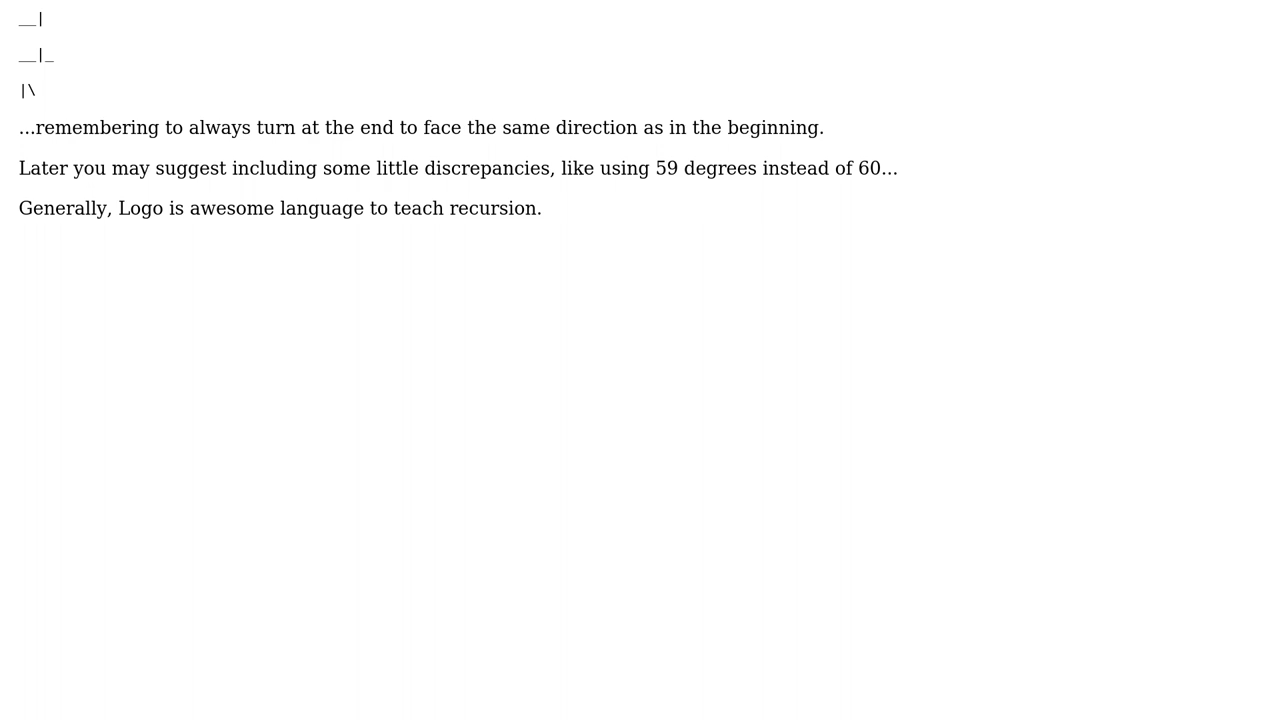 __|
__|_
|\
...remembering to always turn at the end to face the same direction as in the beginning.
Later you may suggest including some little discrepancies, like using 59 degrees instead of 60...
Generally, Logo is awesome language to teach recursion.